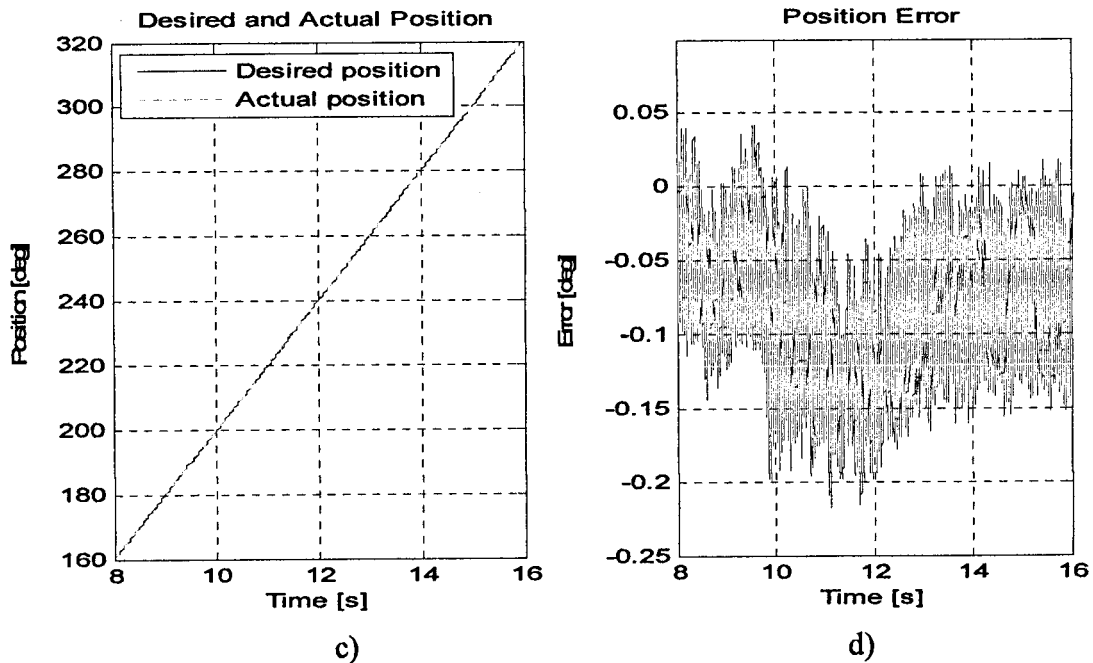 Desired and Actual Position
320
300
280
260
240
220
200
180
160
Desired position
Actual position
Position [deg]
8
10
12
14
16
Time [s]
c)
Position Error
0.05
0
-0.05
-0.1
-0.15
-0.2
-0.25
Error [deg]
8
10
12
14
16
Time [s]
d)